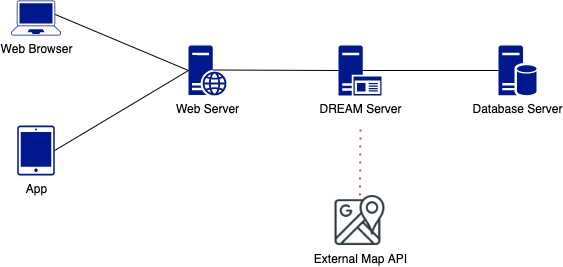 Web Browser
Web Server
DREAM Server
Database Server
App
G
External Map API